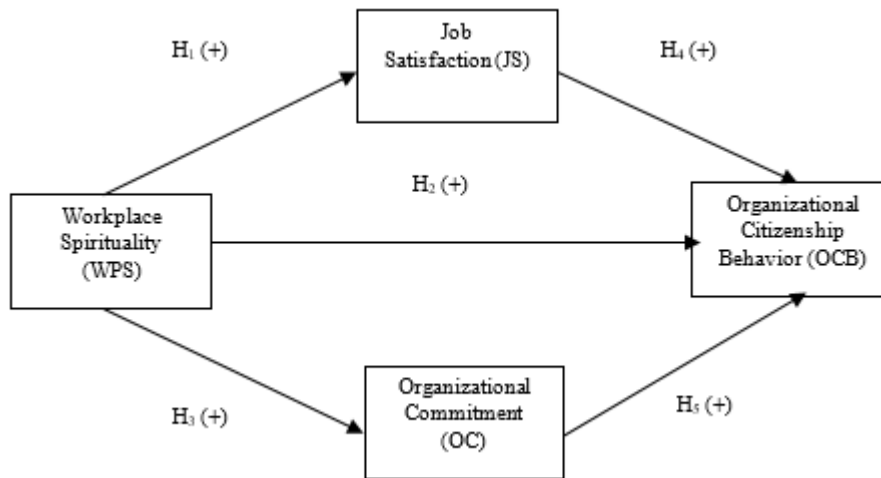 Job
Satisfaction (JS)
H₁ (+)
H₄ (+)
H₂ (+)
Workplace
Spirituality
(WPS)
Organizational
Citizenship
Behavior (OCB)
Organizational
Commitment
(OC)
H₃ (+)
H₅ (+)